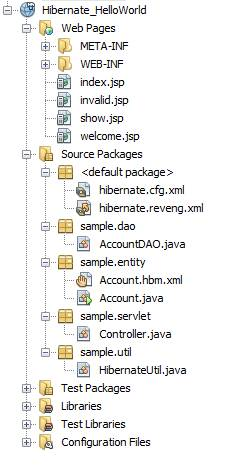 Hibernate_HelloWorld
Web Pages
META-INF
WEB-INF
index.jsp
invalid.jsp
show.jsp
welcome.jsp
Source Packages
<default package>
hibernate.cfg.xml
hibernate.reveng.xml
sample.dao
AccountDAO.java
sample.entity
Account.hbm.xml
Account.java
sample.servlet
Controller.java
sample.util
HibernateUtil.java
Test Packages
Libraries
Test Libraries
Configuration Files